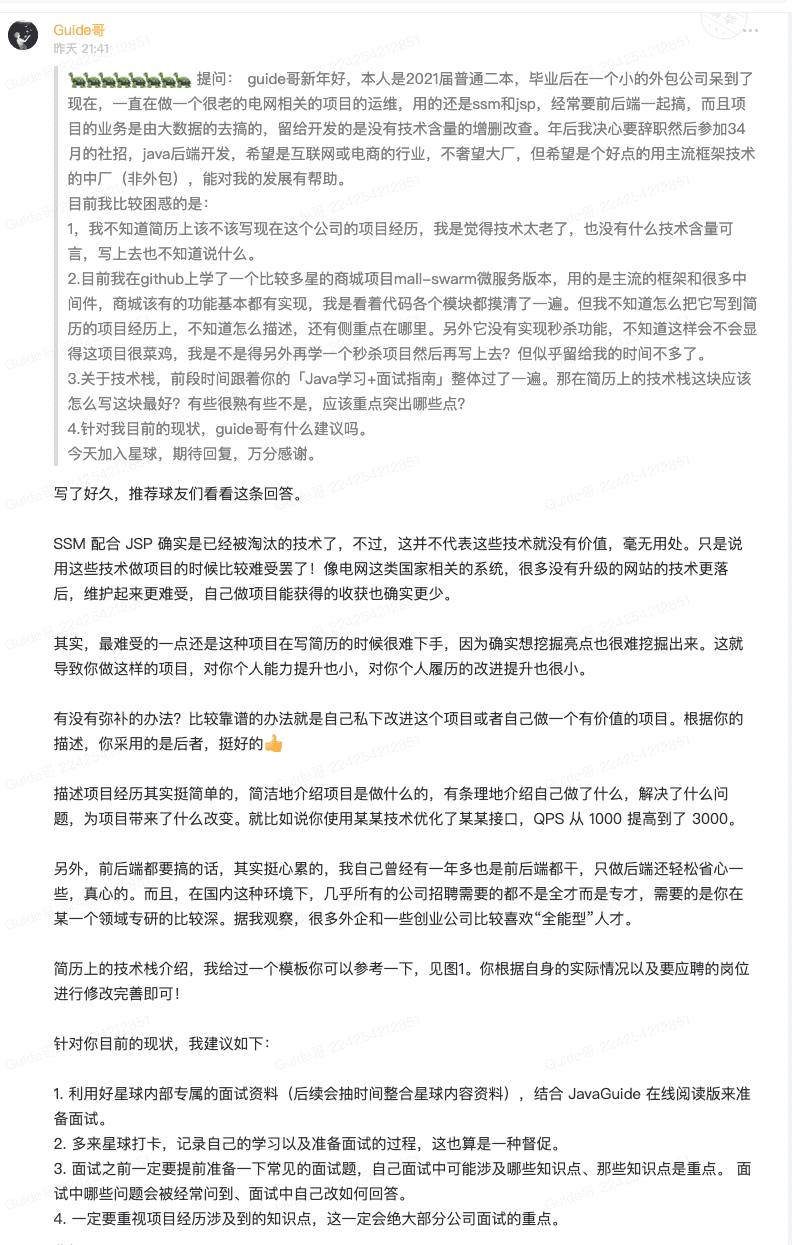 Guide哥
昨天 21:41
提问： guide哥新年好，本人是2021届普通二本，毕业后在一个小的外包公司呆到了
现在，一直在做一个很老的电网相关的项目的运维，用的还是ssm和jsp，经常要前后端一起搞，而且项
目的业务是由大数据的去搞的，留给开发的是没有技术含量的增删改查。年后我决心要辞职然后参加34
月的社招，java后端开发，希望是互联网或电商的行业，不奢望大厂，但希望是个好点的用主流框架技术
的中厂（非外包），能对我的发展有帮助。
目前我比较困惑的是：
1，我不知道简历上该不该写现在这个公司的项目经历，我是觉得技术太老了，也没有什么技术含量可
言，写上去也不知道说什么。
2.目前我在github上学了一个比较多星的商城项目mall-swarm微服务版本，用的是主流的框架和很多中
间件，商城该有的功能基本都有实现，我是看着代码各个模块都摸清了一遍。但我不知道怎么把它写到简
历的项目经历上，不知道怎么描述，还有侧重点在哪里。另外它没有实现秒杀功能，不知道这样会不会显
得这项目很菜鸡，我是不是得另外再学一个秒杀项目然后再写上去？但似乎留给我的时间不多了。
3.关于技术栈，前段时间跟着你的「Java学习+面试指南」整体过了一遍。那在简历上的技术栈这块应该
怎么写这块最好？有些很熟有些不是，应该重点突出哪些点？
4.针对我目前的现状，guide哥有什么建议吗。
今天加入星球，期待回复，万分感谢。
写了好久，推荐球友们看看这条回答。
SSM 配合 JSP 确实是已经被淘汰的技术了，不过，这并不代表这些技术就没有价值，毫无用处。只是说
用这些技术做项目的时候比较难受罢了！像电网这类国家相关的系统，很多没有升级的网站的技术更落
后，维护起来更难受，自己做项目能获得的收获也确实更少。
其实，最难受的一点还是这种项目在写简历的时候很难下手，因为确实想挖掘亮点也很难挖掘出来。这就
导致你做这样的项目，对你个人能力提升也小，对你个人履历的改进提升也很小。
有没有弥补的办法？比较靠谱的办法就是自己私下改进这个项目或者自己做一个有价值的项目。根据你的
描述，你采用的是后者，挺好的👍
描述项目经历其实挺简单的，简洁地介绍项目是做什么的，有条理地介绍自己做了什么，解决了什么问
题，为项目带来了什么改变。就比如说你使用某某技术优化了某某接口，QPS 从 1000 提高到了 3000。
另外，前后端都要搞的话，其实挺心累的，我自己曾经有一年多也是前后端都干，只做后端还轻松省心一
些，真心的。而且，在国内这种环境下，几乎所有的公司招聘需要的都不是全才而是专才，需要的是你在
某一个领域专研的比较深。据我观察，很多外企和一些创业公司比较喜欢“全能型”人才。
简历上的技术栈介绍，我给过一个模板你可以参考一下，见图1。你根据自身的实际情况以及要应聘的岗位
进行修改完善即可！
针对你目前的现状，我建议如下：
1. 利用好星球内部专属的面试资料（后续会抽时间整合星球内容资料），结合 JavaGuide 在线阅读版来准
备面试。
2. 多来星球打卡，记录自己的学习以及准备面试的过程，这也算是一种督促。
3. 面试之前一定要提前准备一下常见的面试题，自己面试中可能涉及哪些知识点、那些知识点是重点。 面
试中哪些问题会被经常问到、面试中自己改如何回答。
4. 一定要重视项目经历涉及到的知识点，这一定会绝大部分公司面试的重点。